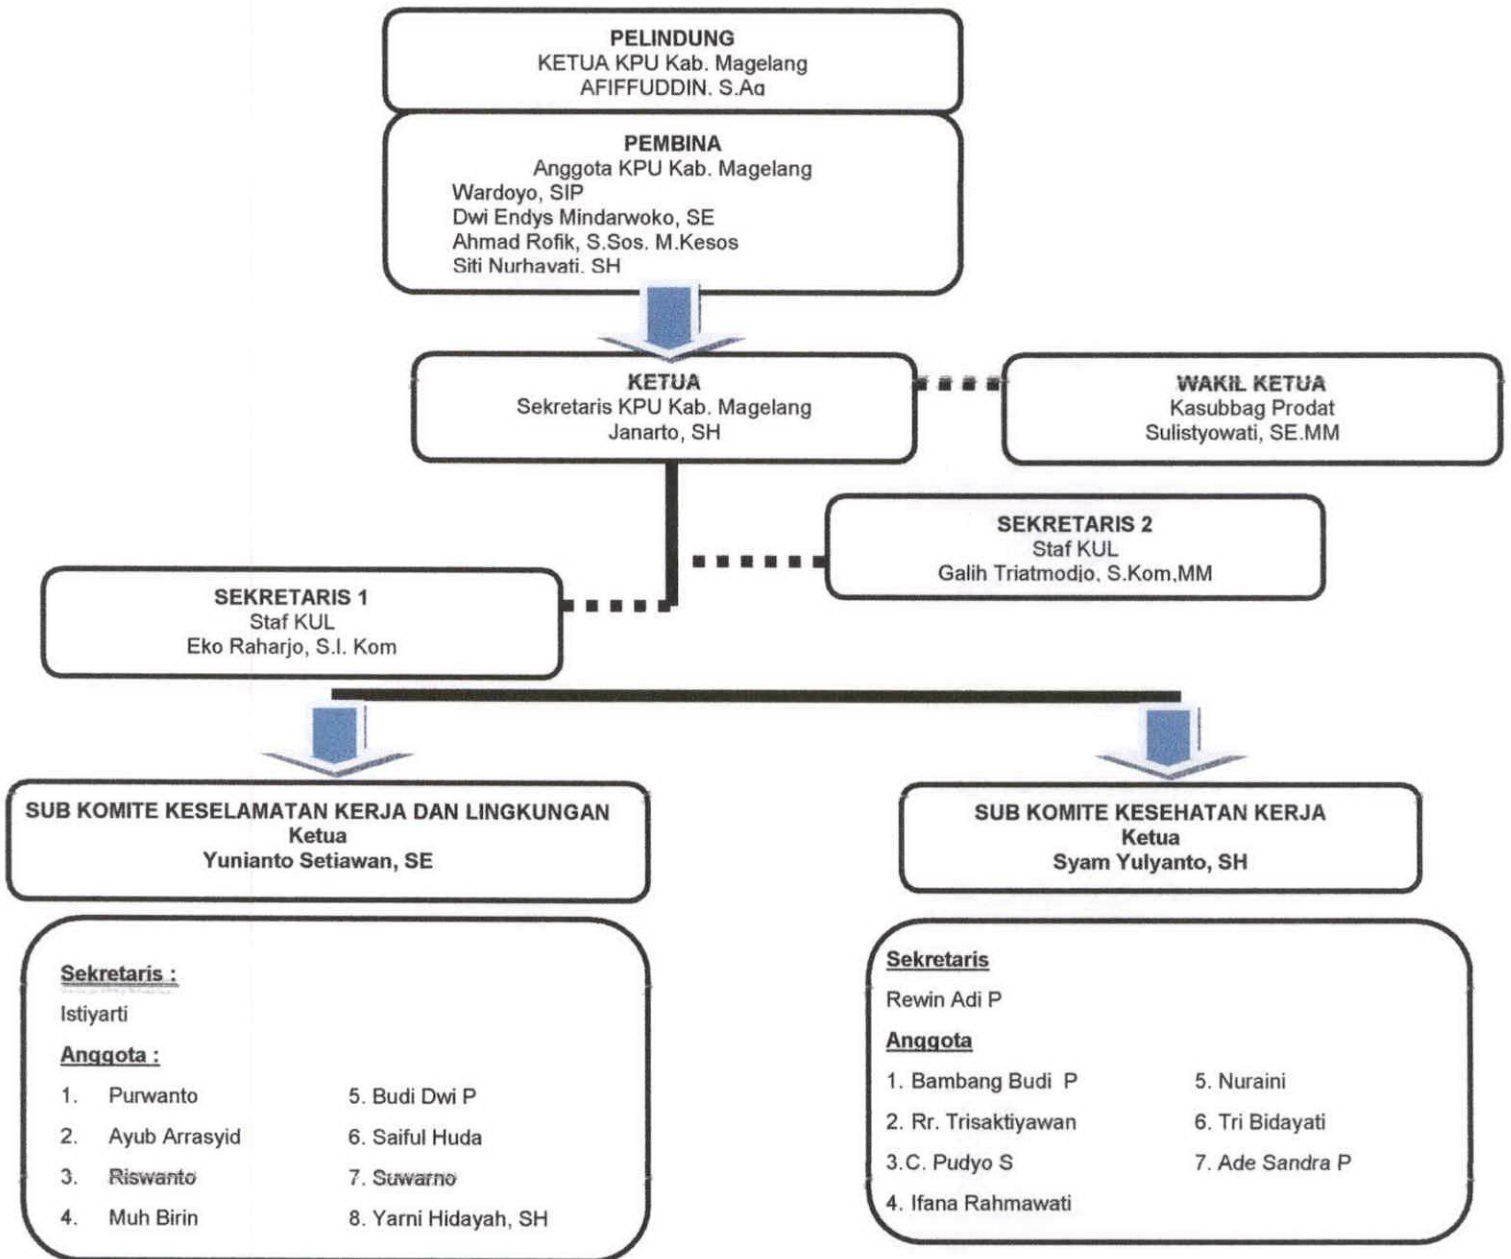 PELINDUNG
KETUA KPU Kab. Magelang
AFIFFUDDIN. S.Ag
PEMBINA
Anggota KPU Kab. Magelang
Wardoyo, SIP
Dwi Endys Mindarwoko, SE
Ahmad Rofik, S.Sos. M.Kesos
Siti Nurhayati. SH
KETUA
Sekretaris KPU Kab. Magelang
Janarto, SH
WAKIL KETUA
Kasubbag Prodat
Sulistyowati, SE.MM
SEKRETARIS 2
Staf KUL
Galih Triatmodjo, S.Kom,MM
SEKRETARIS 1
Staf KUL
Eko Raharjo, S.I. Kom
SUB KOMITE KESELAMATAN KERJA DAN LINGKUNGAN
Ketua
Yunianto Setiawan, SE
SUB KOMITE KESEHATAN KERJA
Ketua
Syam Yulyanto, SH
Sekretaris :
Istiyarti
Anggota :
1. Purwanto
2. Ayub Arrasyid
3. Riswanto
4. Muh Birin
5. Budi Dwi P
6. Saiful Huda
7. Suwarno
8. Yarni Hidayah, SH
Sekretaris
Rewin Adi P
Anggota
1. Bambang Budi P
2. Rr. Trisaktiyawan
3.C. Pudyo S
4. Ifana Rahmawati
5. Nuraini
6. Tri Bidayati
7. Ade Sandra P